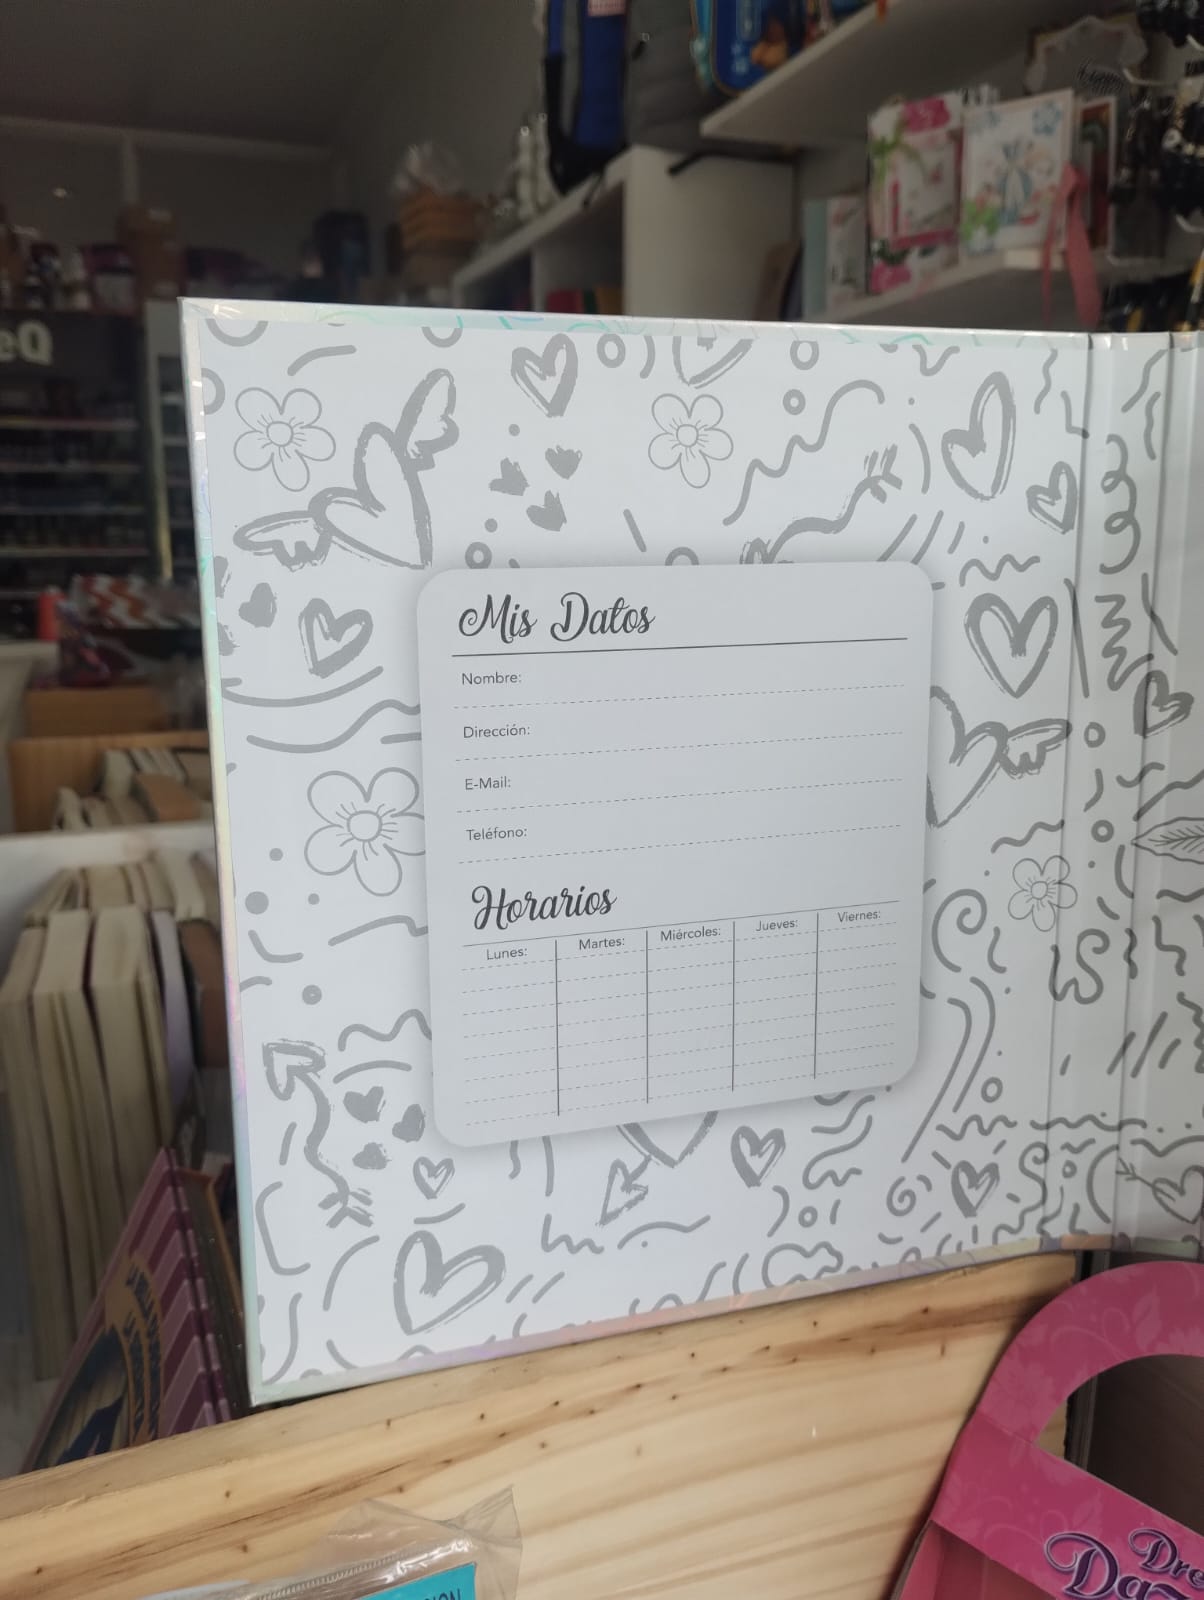 Mis Datos
Nombre:
Dirección:
E-Mail:
Teléfono:
Horarios
Lunes: Martes: Miércoles: Jueves: Viernes: